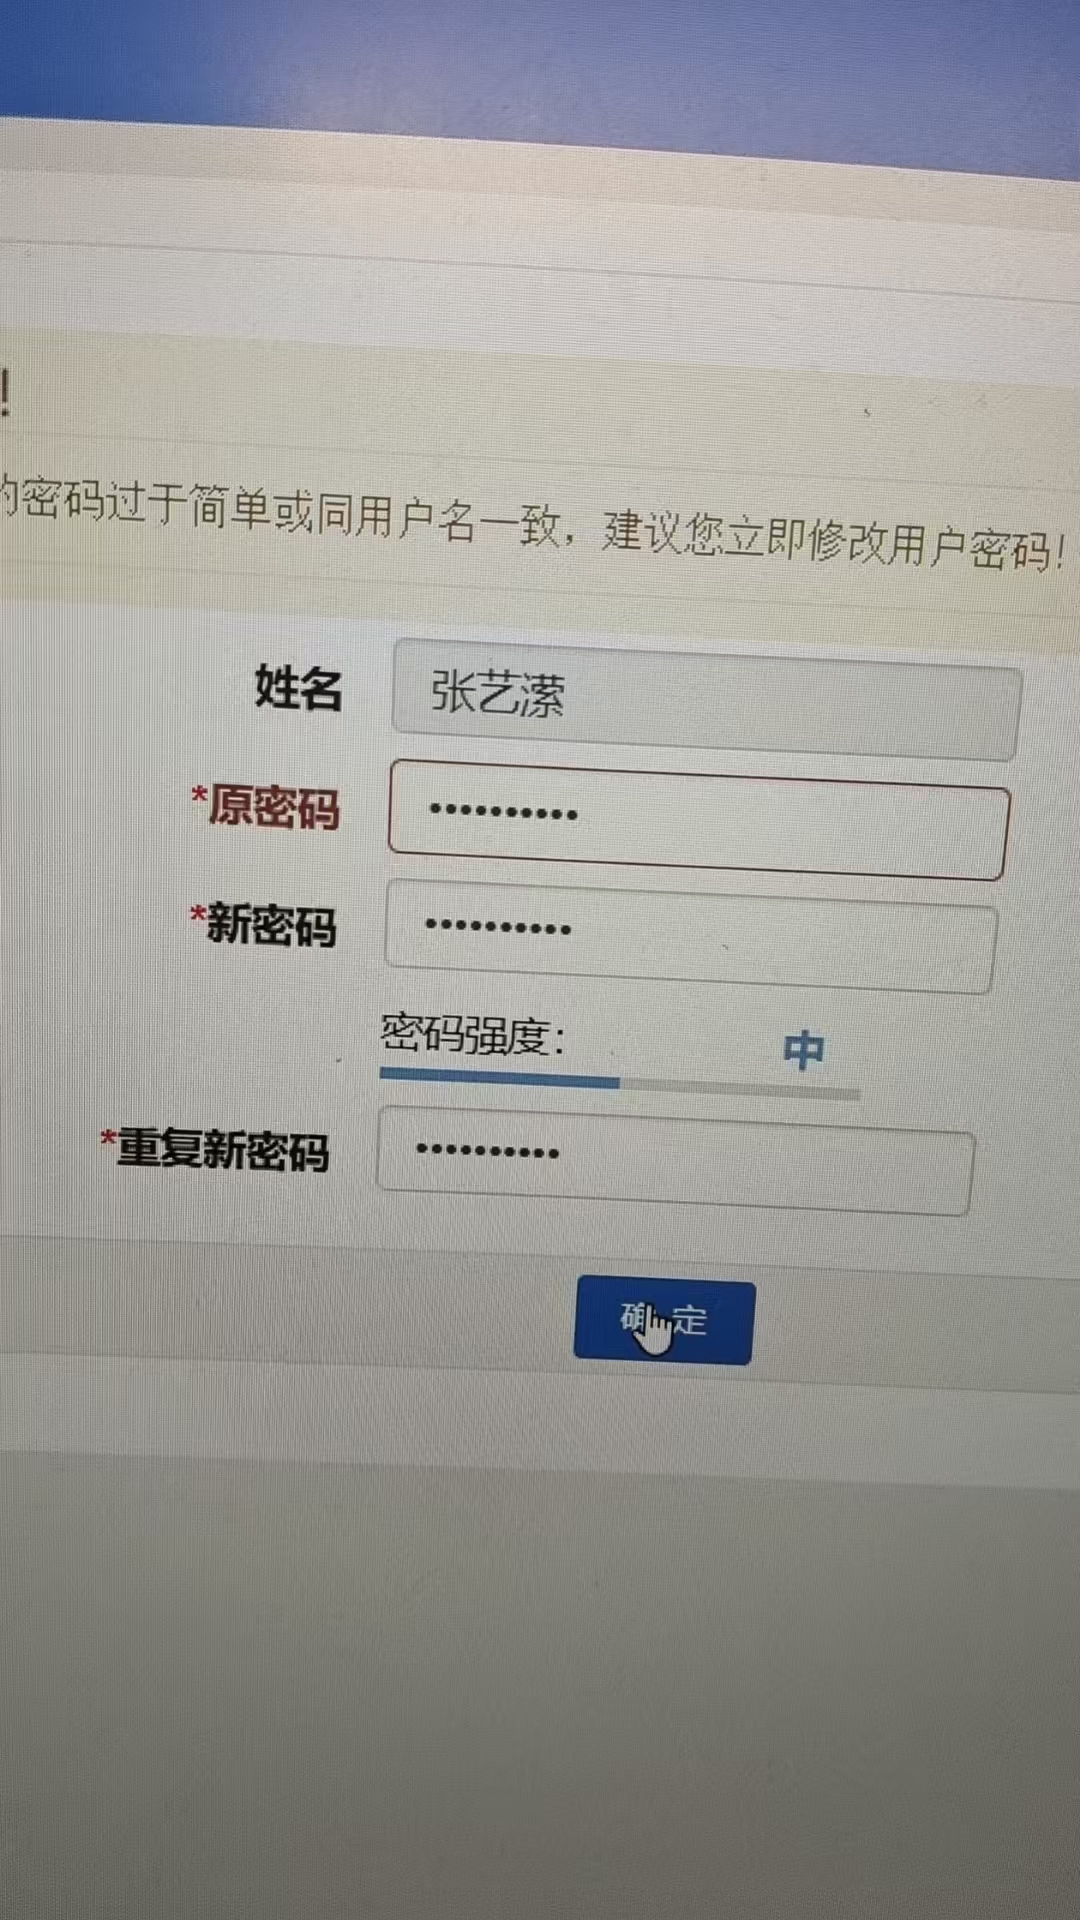 !
的密码过于简单或同用户名一致，建议您立即修改用户密码！
姓名 张艺潆
*原密码 ••••••••••
*新密码 ••••••••••
密码强度： 中
*重复新密码 ••••••••••
确定